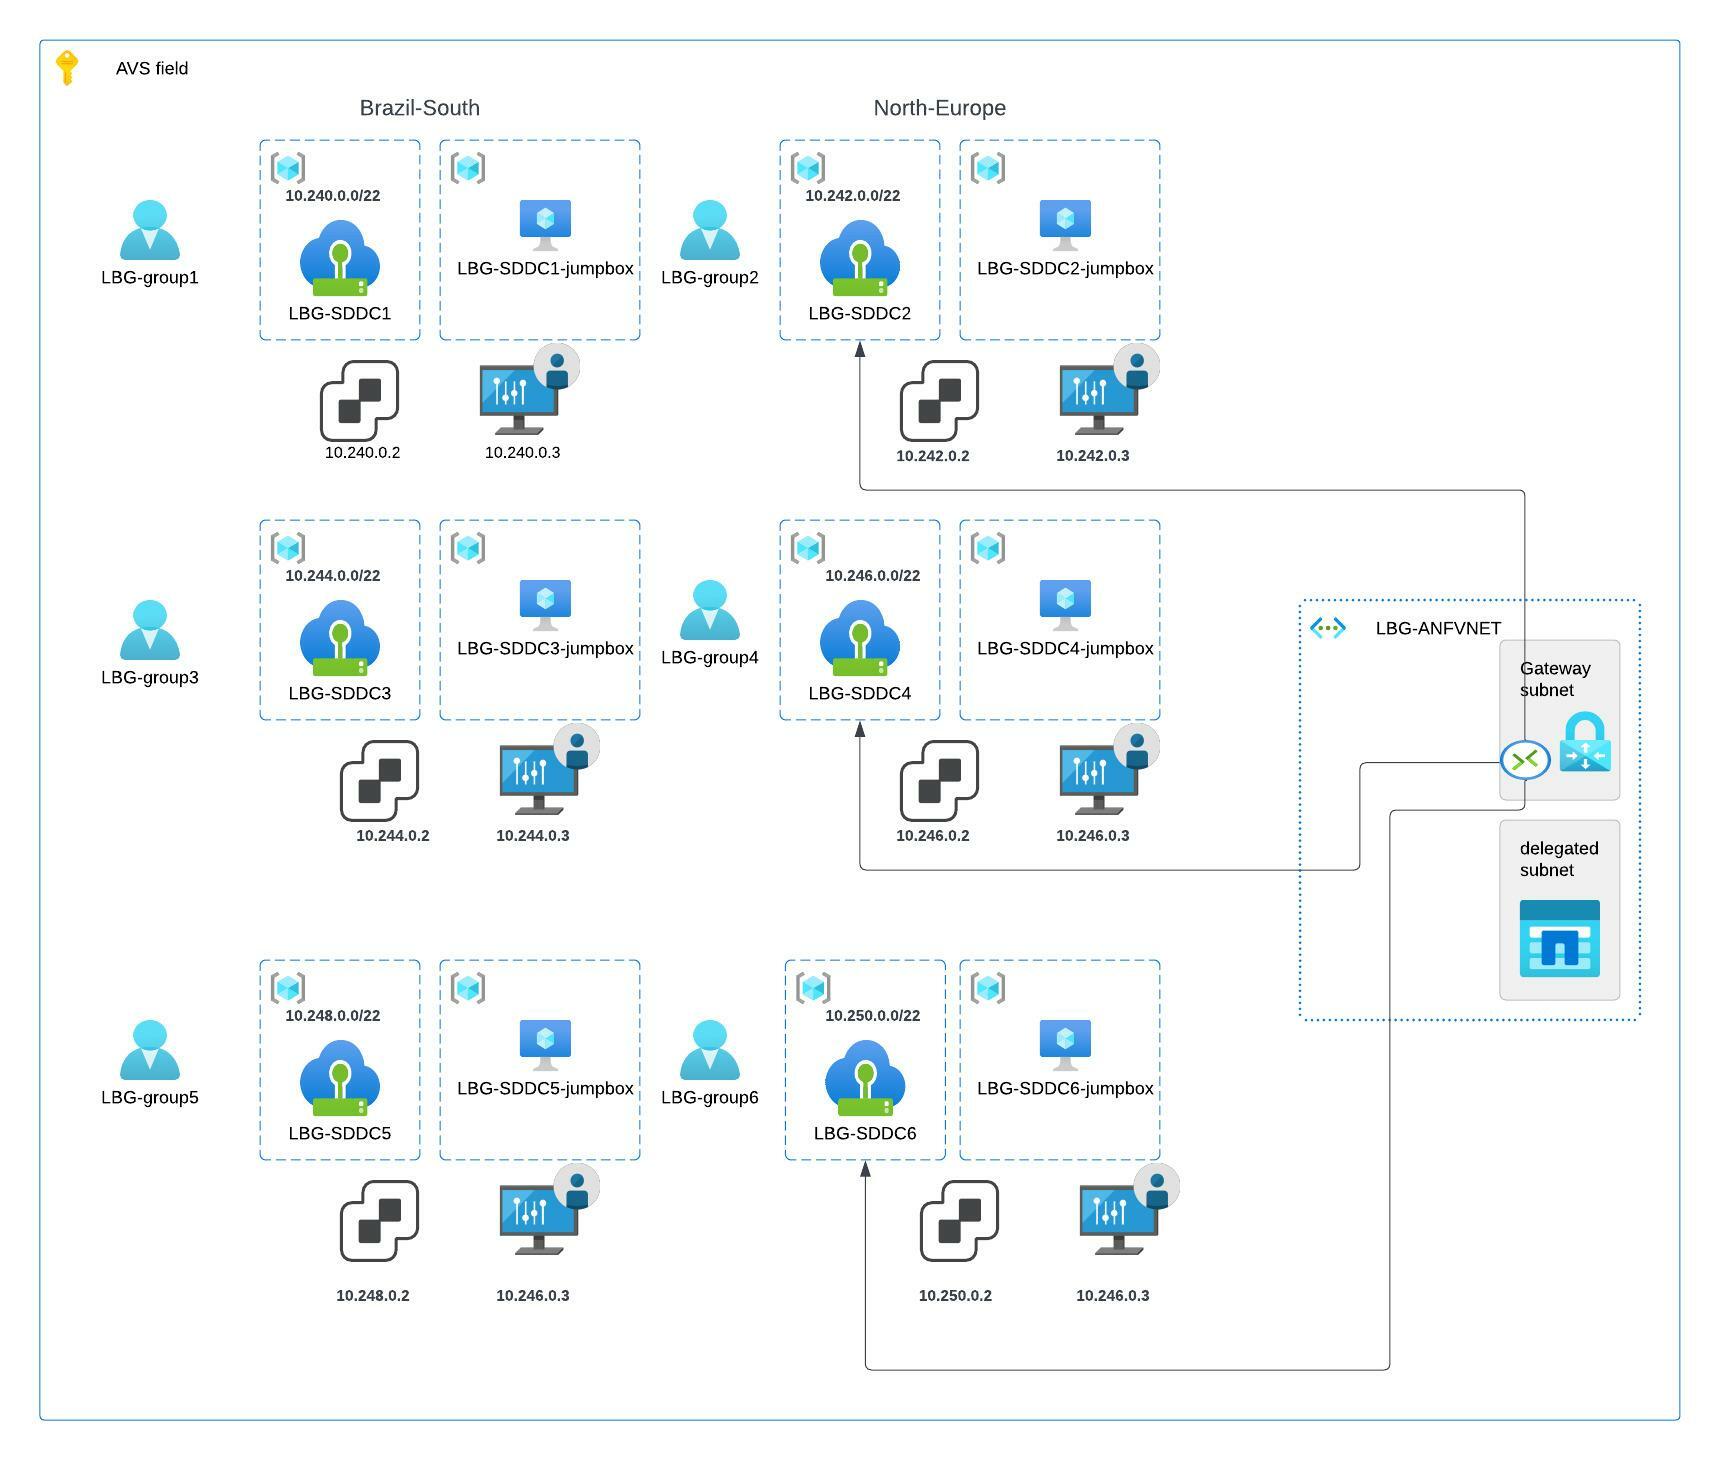 AVS field
Brazil-South
North-Europe
10.240.0.0/22
10.242.0.0/22
LBG-group1
LBG-SDDC1
LBG-SDDC1-jumpbox
LBG-group2
LBG-SDDC2
LBG-SDDC2-jumpbox
10.240.0.2
10.240.0.3
10.242.0.2
10.242.0.3
10.244.0.0/22
10.246.0.0/22
LBG-group3
LBG-SDDC3
LBG-SDDC3-jumpbox
LBG-group4
LBG-SDDC4
LBG-SDDC4-jumpbox
LBG-ANFVNET
Gateway
subnet
10.244.0.2
10.244.0.3
10.246.0.2
10.246.0.3
delegated
subnet
10.248.0.0/22
10.250.0.0/22
LBG-group5
LBG-SDDC5
LBG-SDDC5-jumpbox
LBG-group6
LBG-SDDC6
LBG-SDDC6-jumpbox
10.248.0.2
10.246.0.3
10.250.0.2
10.246.0.3